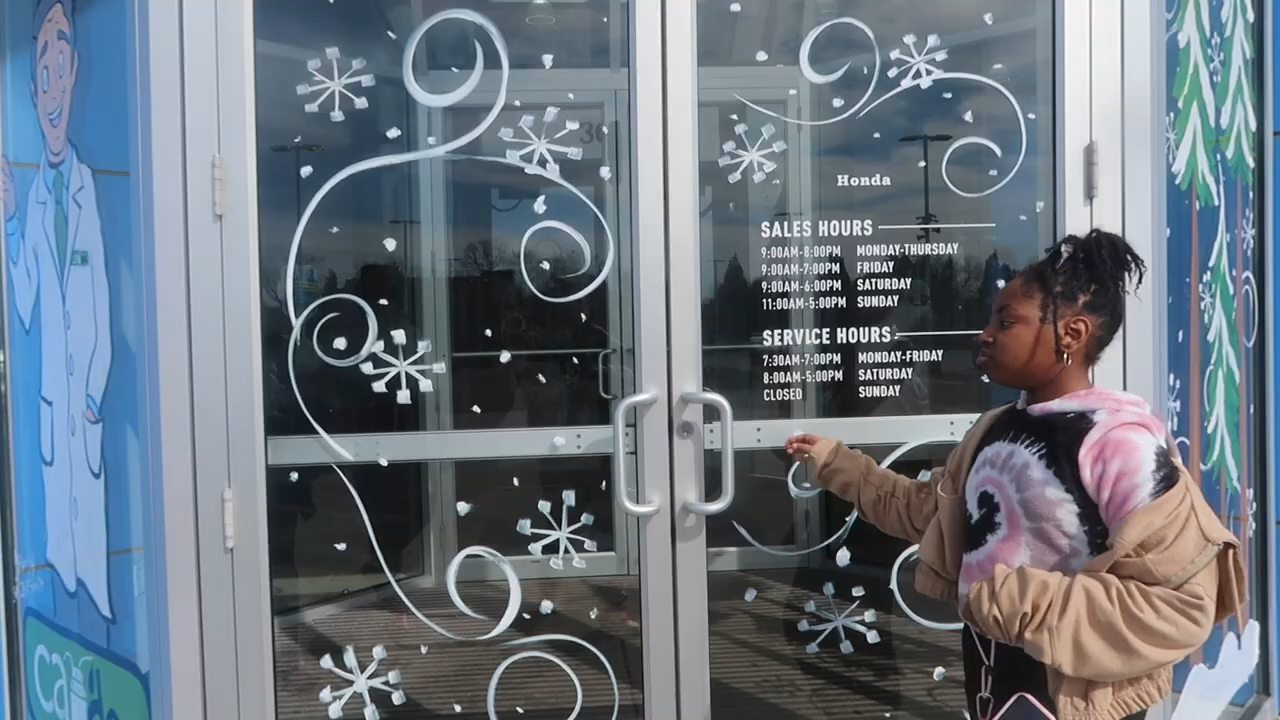 Honda
SALES HOURS
9:00AM-8:00PM MONDAY-THURSDAY
9:00AM-7:00PM FRIDAY
9:00AM-6:00PM SATURDAY
11:00AM-5:00PM SUNDAY
SERVICE HOURS
7:30AM-7:00PM MONDAY-FRIDAY
8:00AM-5:00PM SATURDAY
CLOSED SUNDAY